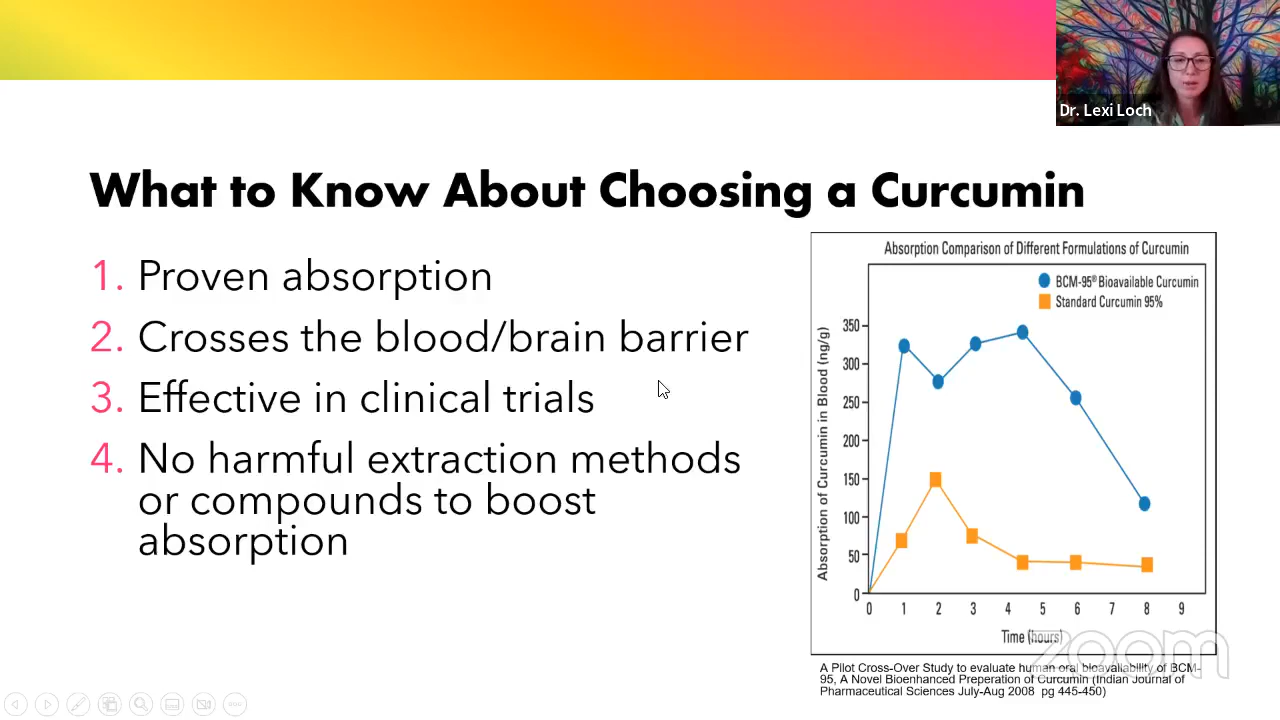 Dr. Lexi Loch
What to Know About Choosing a Curcumin
1. Proven absorption
2. Crosses the blood/brain barrier
3. Effective in clinical trials
4. No harmful extraction methods
or compounds to boost
absorption
Absorption Comparison of Different Formulations of Curcumin
BCM-95® Bioavailable Curcumin
Standard Curcumin 95%
Absorption of Curcumin in Blood (ng/g)
350
300
250
200
150
100
50
0
0 1 2 3 4 5 6 7 8 9
Time (hours)
zoom
A Pilot Cross-Over Study to evaluate human oral bioavailability of BCM-
95, A Novel Bioenhanced Preperation of Curcumin (Indian Journal of
Pharmaceutical Sciences July-Aug 2008 pg 445-450)